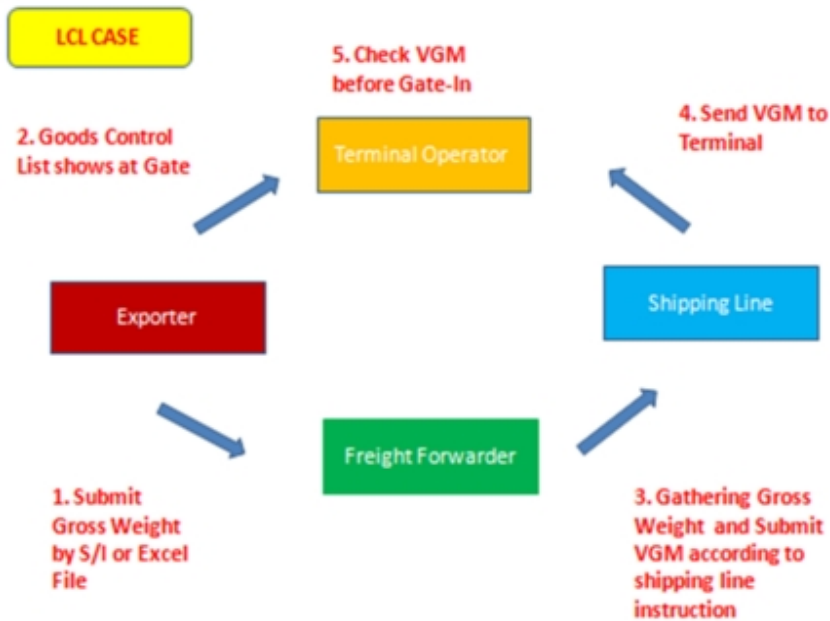 LCL CASE
5. Check VGM
before Gate-In
2. Goods Control
List shows at Gate
4. Send VGM to
Terminal
Terminal Operator
Exporter
Shipping Line
Freight Forwarder
1. Submit
Gross Weight
by S/I or Excel
File
3. Gathering Gross
Weight and Submit
VGM according to
shipping line
instruction